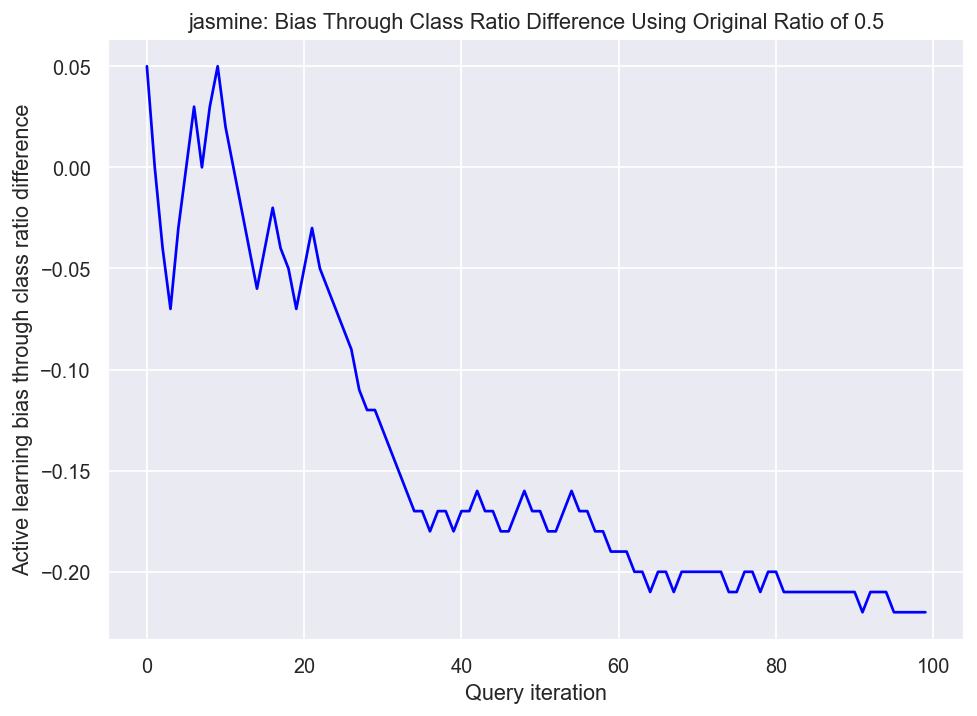 jasmine: Bias Through Class Ratio Difference Using Original Ratio of 0.5
Active learning bias through class ratio difference
0.05
0.00
−0.05
−0.10
−0.15
−0.20
0 20 40 60 80 100
Query iteration